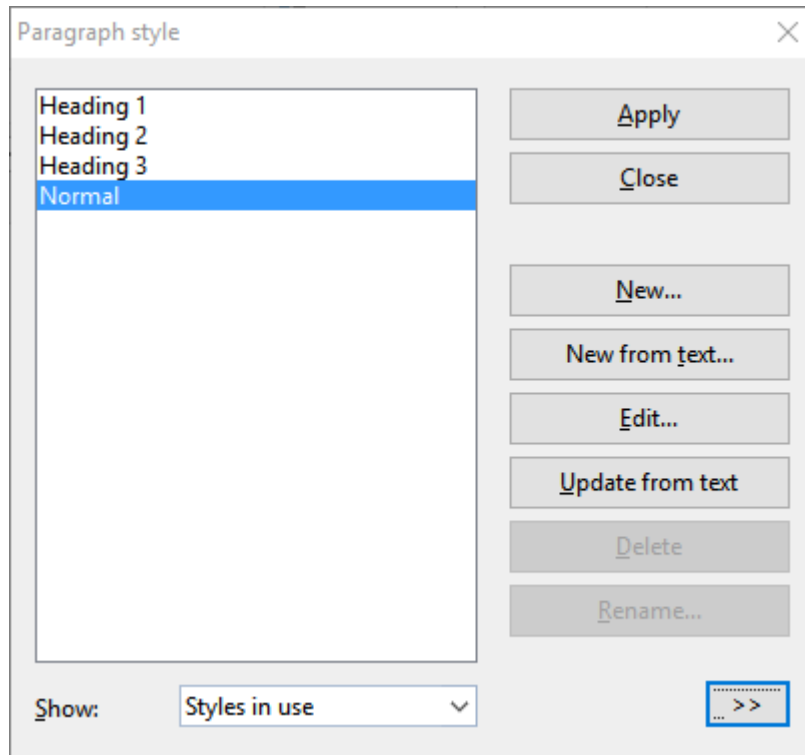 Paragraph style
Heading 1
Heading 2
Heading 3
Normal
Apply
Close
New...
New from text...
Edit...
Update from text
Delete
Rename...
Show:
Styles in use
>>